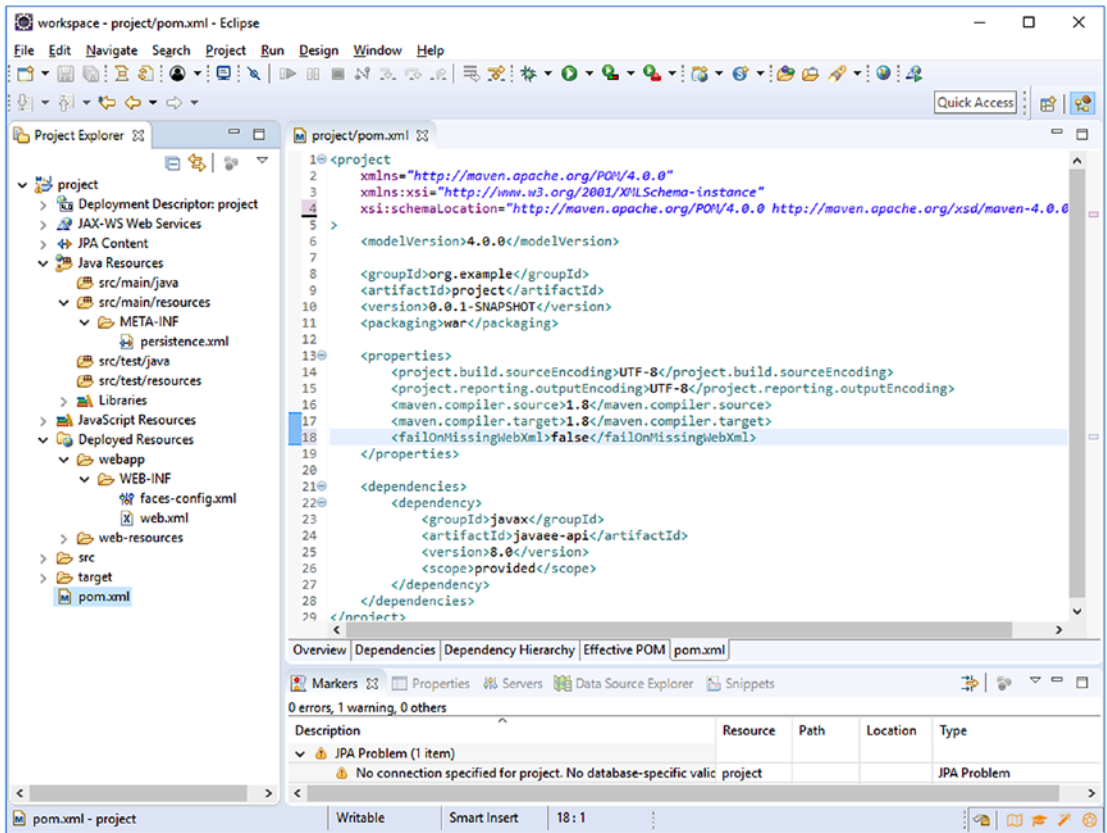 workspace - project/pom.xml - Eclipse
File Edit Navigate Search Project Run Design Window Help
Quick Access
Project Explorer
project
Deployment Descriptor: project
JAX-WS Web Services
JPA Content
Java Resources
src/main/java
src/main/resources
META-INF
persistence.xml
src/test/java
src/test/resources
Libraries
JavaScript Resources
Deployed Resources
webapp
WEB-INF
faces-config.xml
web.xml
web-resources
src
target
pom.xml
project/pom.xml
1 <project
2 xmlns="http://maven.apache.org/POM/4.0.0"
3 xmlns:xsi="http://www.w3.org/2001/XMLSchema-instance"
4 xsi:schemaLocation="http://maven.apache.org/POM/4.0.0 http://maven.apache.org/xsd/maven-4.0.0
5 >
6 <modelVersion>4.0.0</modelVersion>
7
8 <groupId>org.example</groupId>
9 <artifactId>project</artifactId>
10 <version>0.0.1-SNAPSHOT</version>
11 <packaging>war</packaging>
12
13 <properties>
14 <project.build.sourceEncoding>UTF-8</project.build.sourceEncoding>
15 <project.reporting.outputEncoding>UTF-8</project.reporting.outputEncoding>
16 <maven.compiler.source>1.8</maven.compiler.source>
17 <maven.compiler.target>1.8</maven.compiler.target>
18 <failOnMissingWebXml>false</failOnMissingWebXml>
19 </properties>
20
21 <dependencies>
22 <dependency>
23 <groupId>javax</groupId>
24 <artifactId>javaee-api</artifactId>
25 <version>8.0</version>
26 <scope>provided</scope>
27 </dependency>
28 </dependencies>
29 </project>
Overview Dependencies Dependency Hierarchy Effective POM pom.xml
Markers Properties Servers Data Source Explorer Snippets
0 errors, 1 warning, 0 others
Description Resource Path Location Type
JPA Problem (1 item)
No connection specified for project. No database-specific valid project JPA Problem
pom.xml - project Writable Smart Insert 18 : 1